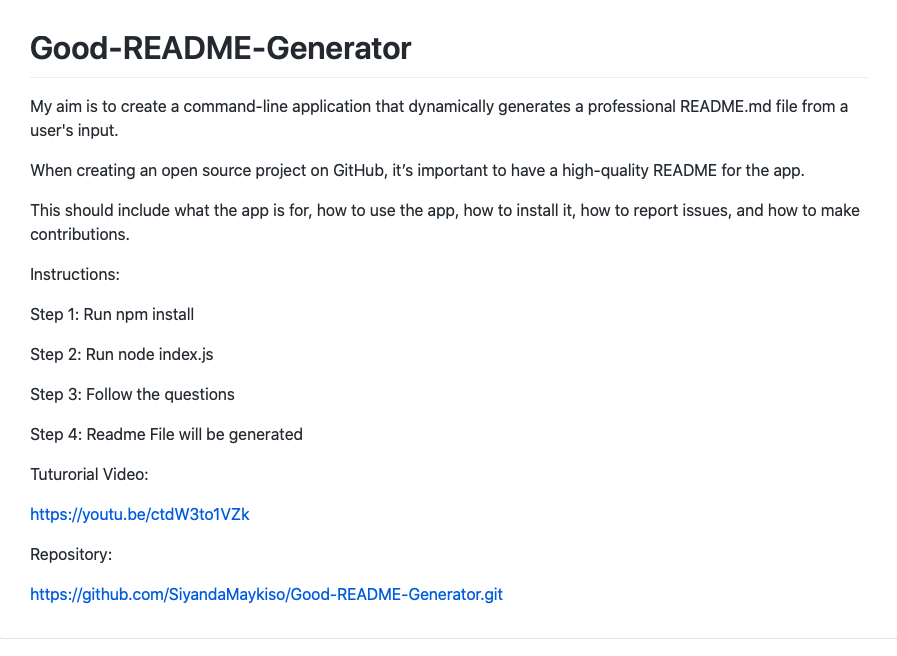 Good-README-Generator
My aim is to create a command-line application that dynamically generates a professional README.md file from a
user's input.
When creating an open source project on GitHub, it’s important to have a high-quality README for the app.
This should include what the app is for, how to use the app, how to install it, how to report issues, and how to make
contributions.
Instructions:
Step 1: Run npm install
Step 2: Run node index.js
Step 3: Follow the questions
Step 4: Readme File will be generated
Tuturorial Video:
https://youtu.be/ctdW3to1VZk
Repository:
https://github.com/SiyandaMaykiso/Good-README-Generator.git